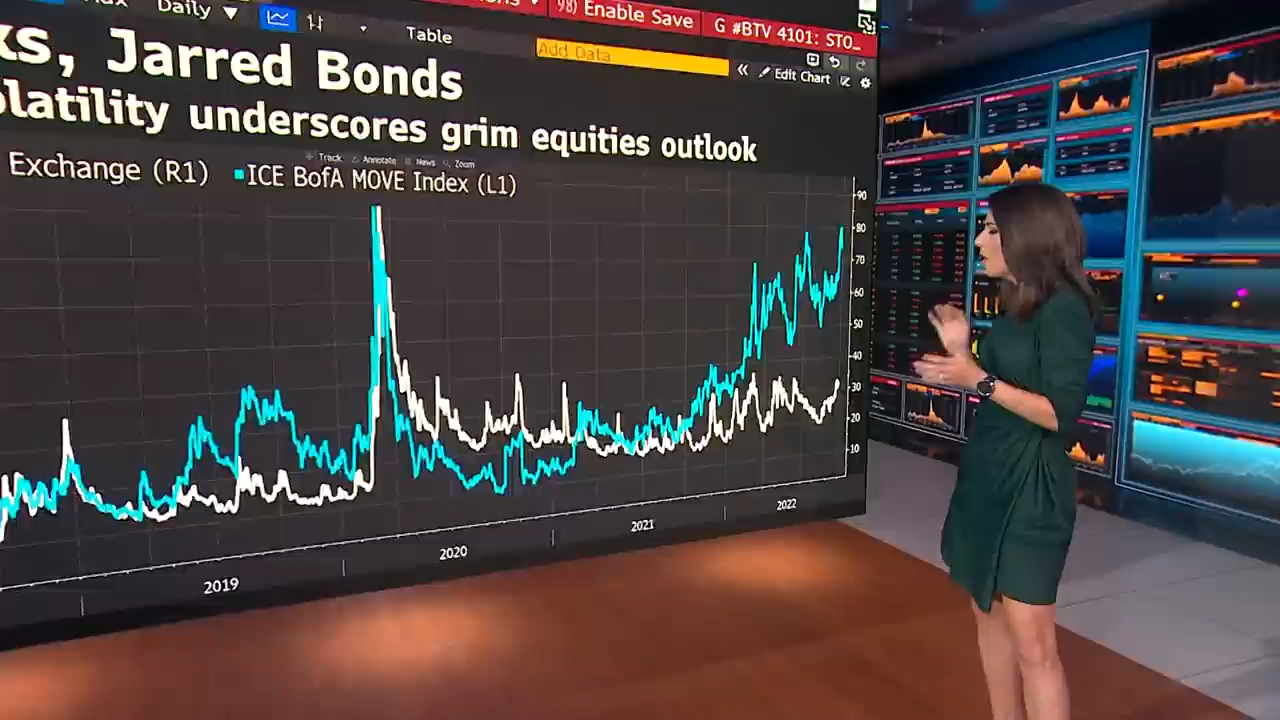 Daily
98) Enable Save
G #BTV 4101: STO_
Table
Add Data
« Edit Chart
ks, Jarred Bonds
olatility underscores grim equities outlook
Track Annotate News Zoom
Exchange (R1) ICE BofA MOVE Index (L1)
90
80
70
60
50
40
30
20
10
2019
2020
2021
2022